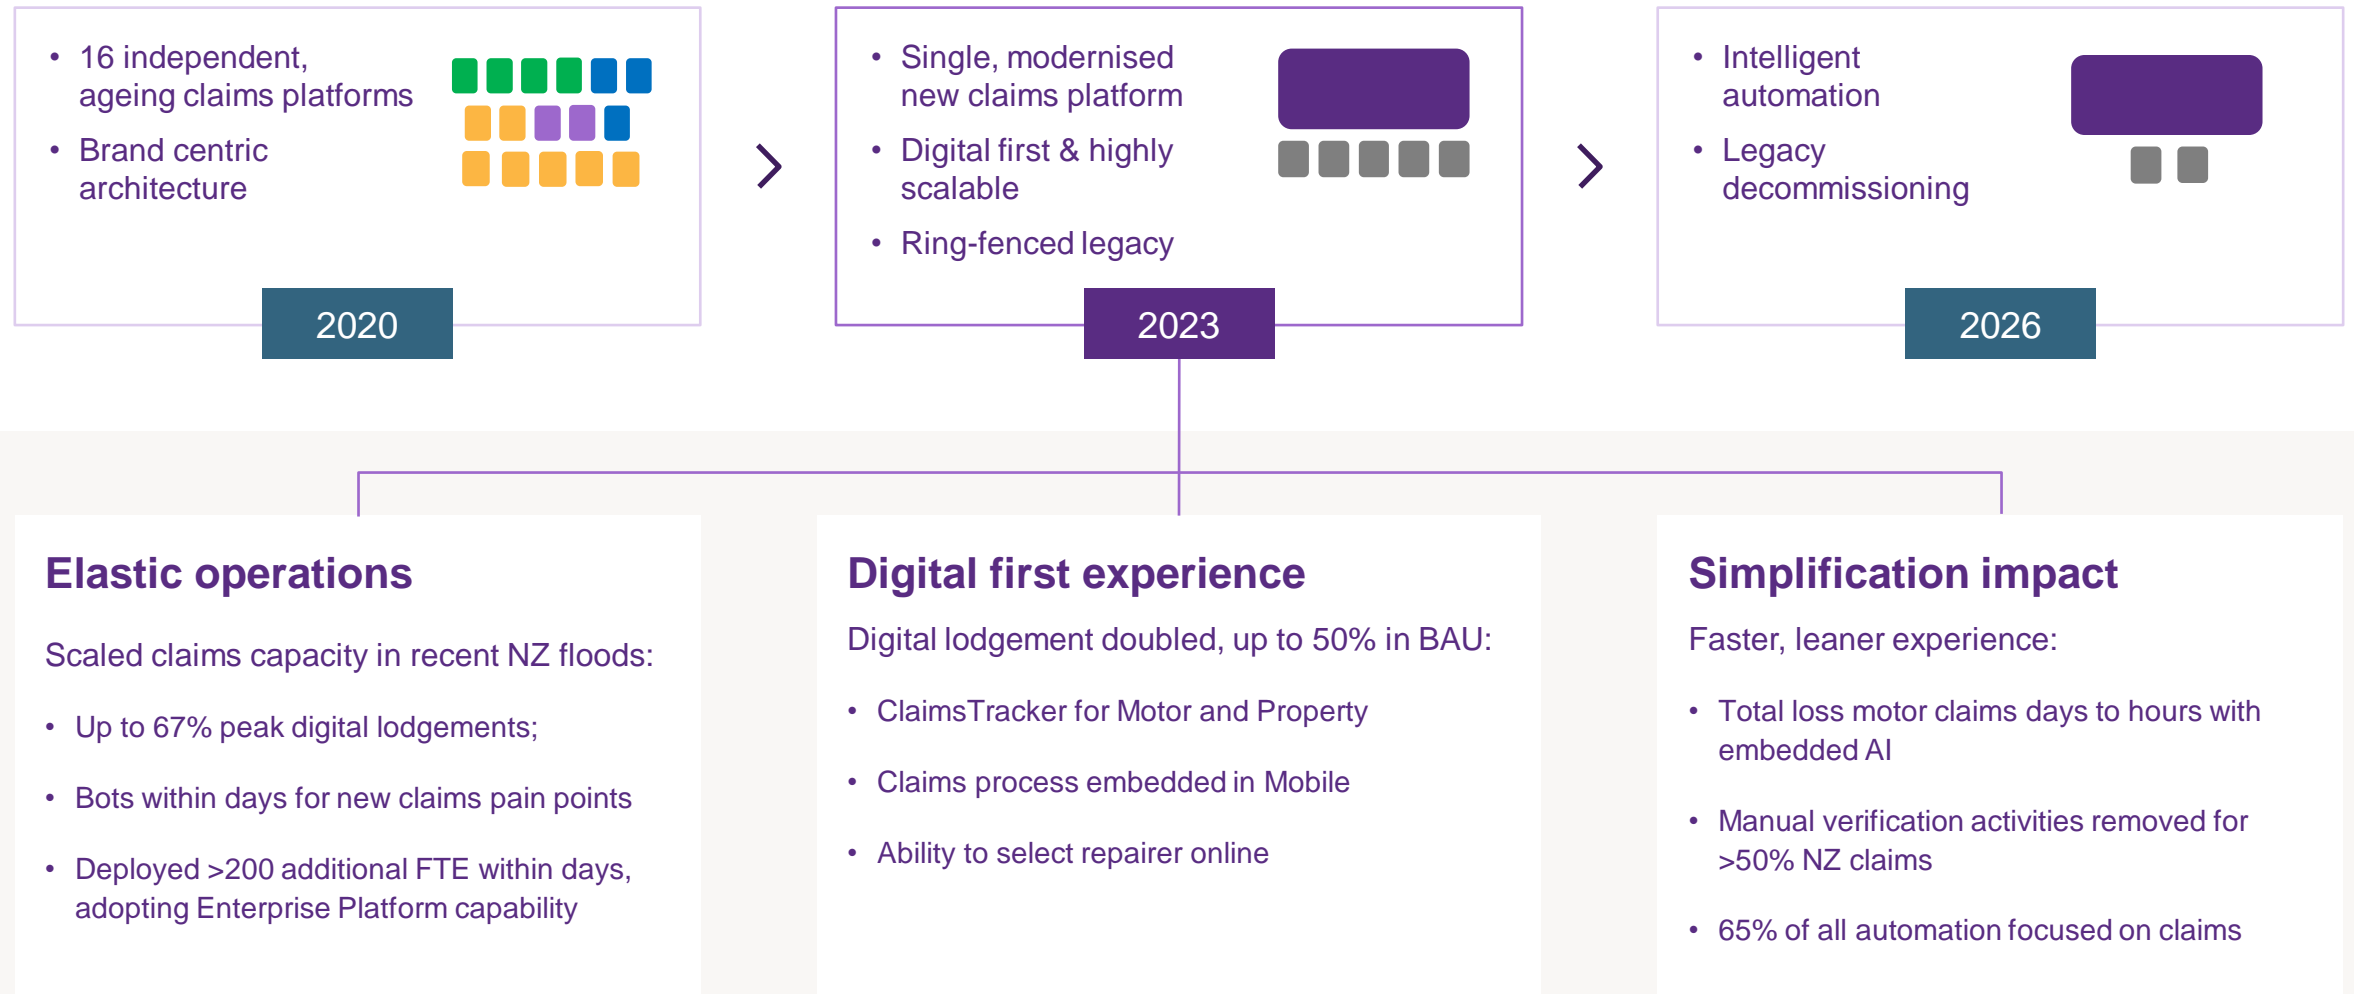 • 16 independent,
ageing claims platforms
• Brand centric
architecture
2020
• Single, modernised
new claims platform
• Digital first & highly
scalable
• Ring-fenced legacy
2023
• Intelligent
automation
• Legacy
decommissioning
2026
Elastic operations
Scaled claims capacity in recent NZ floods:
• Up to 67% peak digital lodgements;
• Bots within days for new claims pain points
• Deployed >200 additional FTE within days,
adopting Enterprise Platform capability
Digital first experience
Digital lodgement doubled, up to 50% in BAU:
• ClaimsTracker for Motor and Property
• Claims process embedded in Mobile
• Ability to select repairer online
Simplification impact
Faster, leaner experience:
• Total loss motor claims days to hours with
embedded AI
• Manual verification activities removed for
>50% NZ claims
• 65% of all automation focused on claims